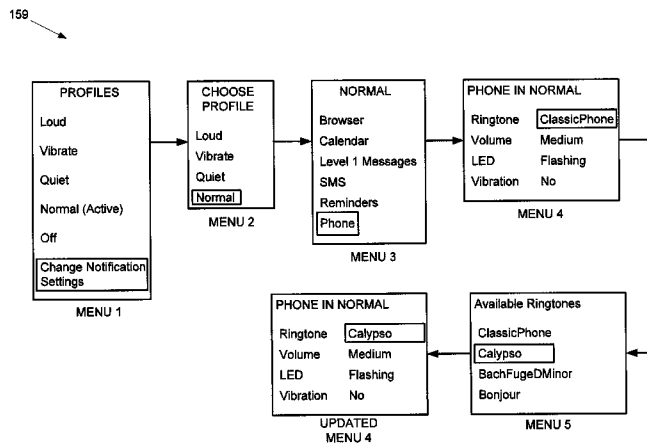 159
PROFILES
Loud
Vibrate
Quiet
Normal (Active)
Off
Change Notification
Settings
MENU 1
CHOOSE
PROFILE
Loud
Vibrate
Quiet
Normal
MENU 2
NORMAL
Browser
Calendar
Level 1 Messages
SMS
Reminders
Phone
MENU 3
PHONE IN NORMAL
Ringtone ClassicPhone
Volume Medium
LED Flashing
Vibration No
MENU 4
Available Ringtones
ClassicPhone
Calypso
BachFugeDMinor
Bonjour
MENU 5
PHONE IN NORMAL
Ringtone Calypso
Volume Medium
LED Flashing
Vibration No
UPDATED
MENU 4